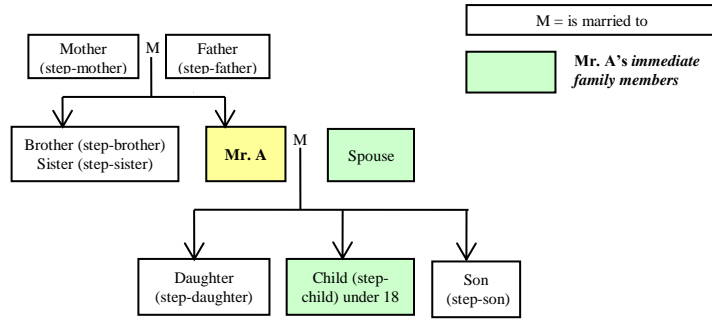 M = is married to
Mother
(step-mother)
M
Father
(step-father)
Mr. A's immediate
family members
Brother (step-brother)
Sister (step-sister)
Mr. A
M
Spouse
Daughter
(step-daughter)
Child (step-
child) under 18
Son
(step-son)